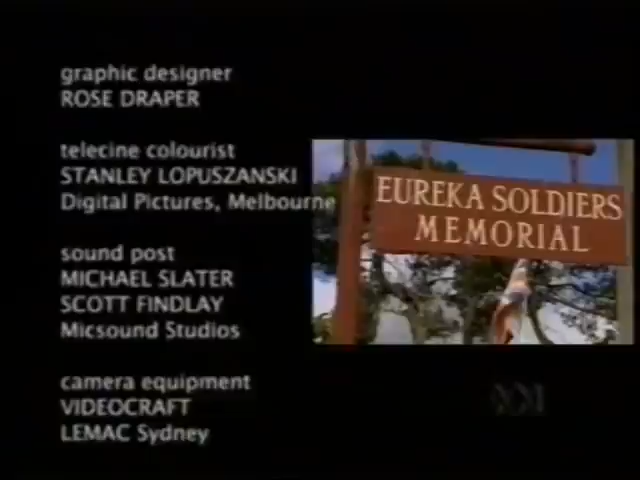 graphic designer
ROSE DRAPER
telecine colourist
STANLEY LOPUSZANSKI
Digital Pictures, Melbourne
sound post
MICHAEL SLATER
SCOTT FINDLAY
Micsound Studios
camera equipment
VIDEOCRAFT
LEMAC Sydney
EUREKA SOLDIERS
MEMORIAL